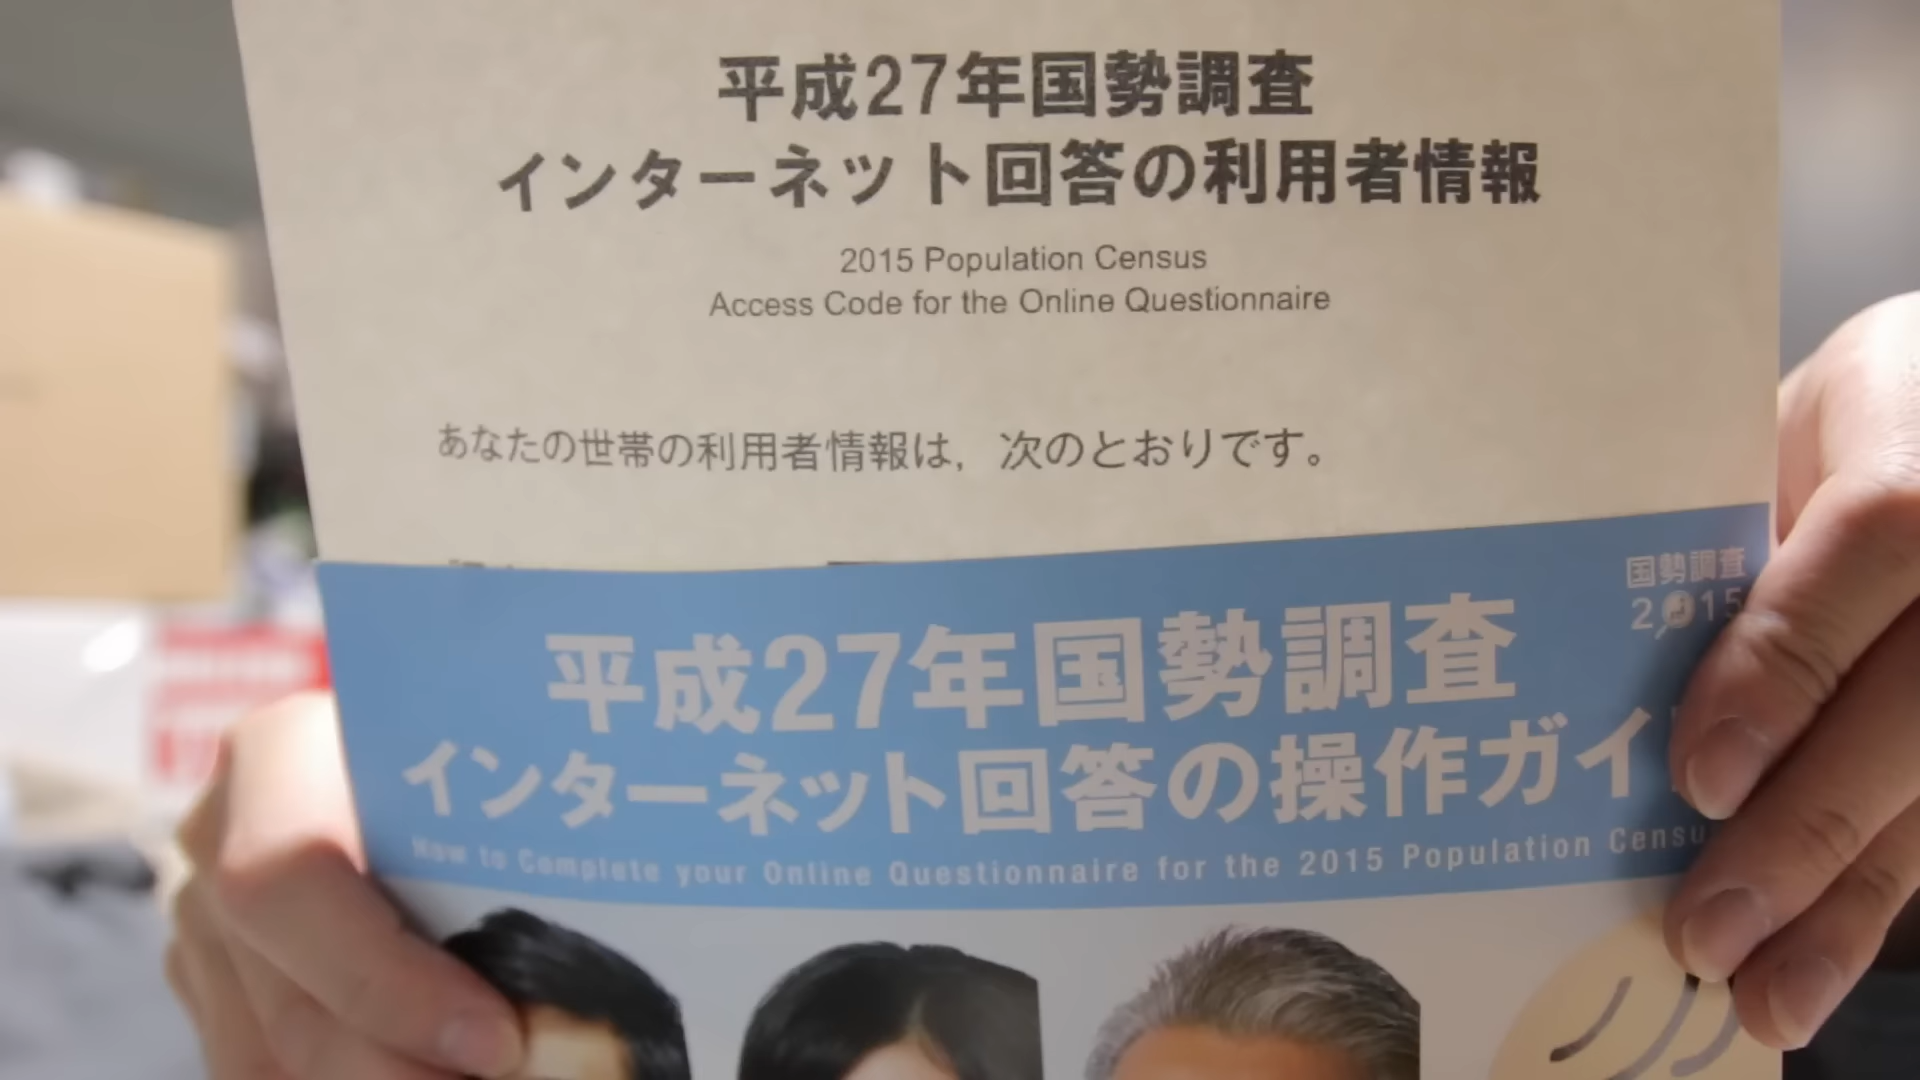 平成27年国勢調査
インターネット回答の利用者情報
2015 Population Census
Access Code for the Online Questionnaire
あなたの世帯の利用者情報は，次のとおりです。
国勢調査
2015
平成27年国勢調査
インターネット回答の操作ガイ
How to Complete your Online Questionnaire for the 2015 Population Censu